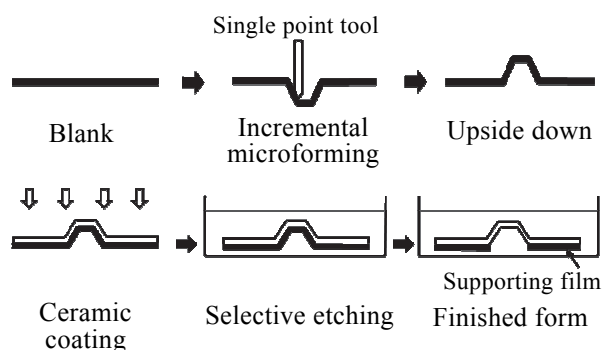 Single point tool
Blank
Incremental
microforming
Upside down
Supporting film
Ceramic
coating
Selective etching
Finished form